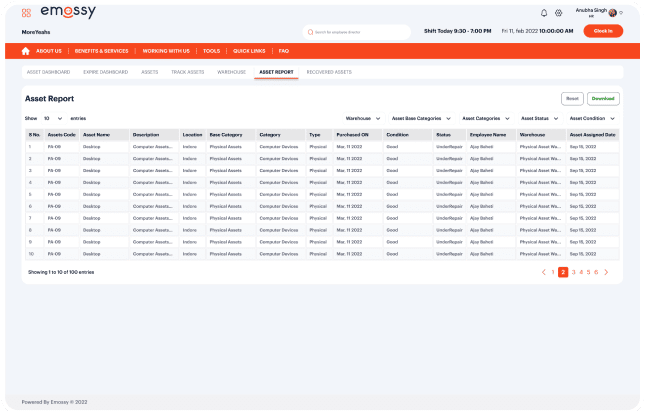 emossy
Anubha Singh
HR
MoreYeahs
Search for employee directory
Shift Today 9:30 - 7:00 PM
Fri 11, feb 2022 10:00:00 AM
Clock In
ABOUT US | BENEFITS & SERVICES | WORKING WITH US | TOOLS | QUICK LINKS | FAQ
ASSET DASHBOARD EXPIRE DASHBOARD ASSETS TRACK ASSETS WAREHOUSE ASSET REPORT RECOVERED ASSETS
Asset Report
Reset Download
Show 10 entries
Warehouse Asset Base Categories Asset Categories Asset Status Asset Condition
S No. Assets Code Asset Name Description Location Base Category Category Type Purchased ON Condition Status Employee Name Warehouse Asset Assigned Date
1 PA-09 Desktop Computer Assets... Indore Physical Assets Computer Devices Physical Mar, 11 2022 Good UnderRepair Ajay Baheti Physical Asset Wa... Sep 15, 2022
2 PA-09 Desktop Computer Assets... Indore Physical Assets Computer Devices Physical Mar, 11 2022 Good UnderRepair Ajay Baheti Physical Asset Wa... Sep 15, 2022
3 PA-09 Desktop Computer Assets... Indore Physical Assets Computer Devices Physical Mar, 11 2022 Good UnderRepair Ajay Baheti Physical Asset Wa... Sep 15, 2022
4 PA-09 Desktop Computer Assets... Indore Physical Assets Computer Devices Physical Mar, 11 2022 Good UnderRepair Ajay Baheti Physical Asset Wa... Sep 15, 2022
5 PA-09 Desktop Computer Assets... Indore Physical Assets Computer Devices Physical Mar, 11 2022 Good UnderRepair Ajay Baheti Physical Asset Wa... Sep 15, 2022
6 PA-09 Desktop Computer Assets... Indore Physical Assets Computer Devices Physical Mar, 11 2022 Good UnderRepair Ajay Baheti Physical Asset Wa... Sep 15, 2022
7 PA-09 Desktop Computer Assets... Indore Physical Assets Computer Devices Physical Mar, 11 2022 Good UnderRepair Ajay Baheti Physical Asset Wa... Sep 15, 2022
8 PA-09 Desktop Computer Assets... Indore Physical Assets Computer Devices Physical Mar, 11 2022 Good UnderRepair Ajay Baheti Physical Asset Wa... Sep 15, 2022
9 PA-09 Desktop Computer Assets... Indore Physical Assets Computer Devices Physical Mar, 11 2022 Good UnderRepair Ajay Baheti Physical Asset Wa... Sep 15, 2022
10 PA-09 Desktop Computer Assets... Indore Physical Assets Computer Devices Physical Mar, 11 2022 Good UnderRepair Ajay Baheti Physical Asset Wa... Sep 15, 2022
Showing 1 to 10 of 100 entries
1 2 3 4 5 6
Powered By Emossy © 2022